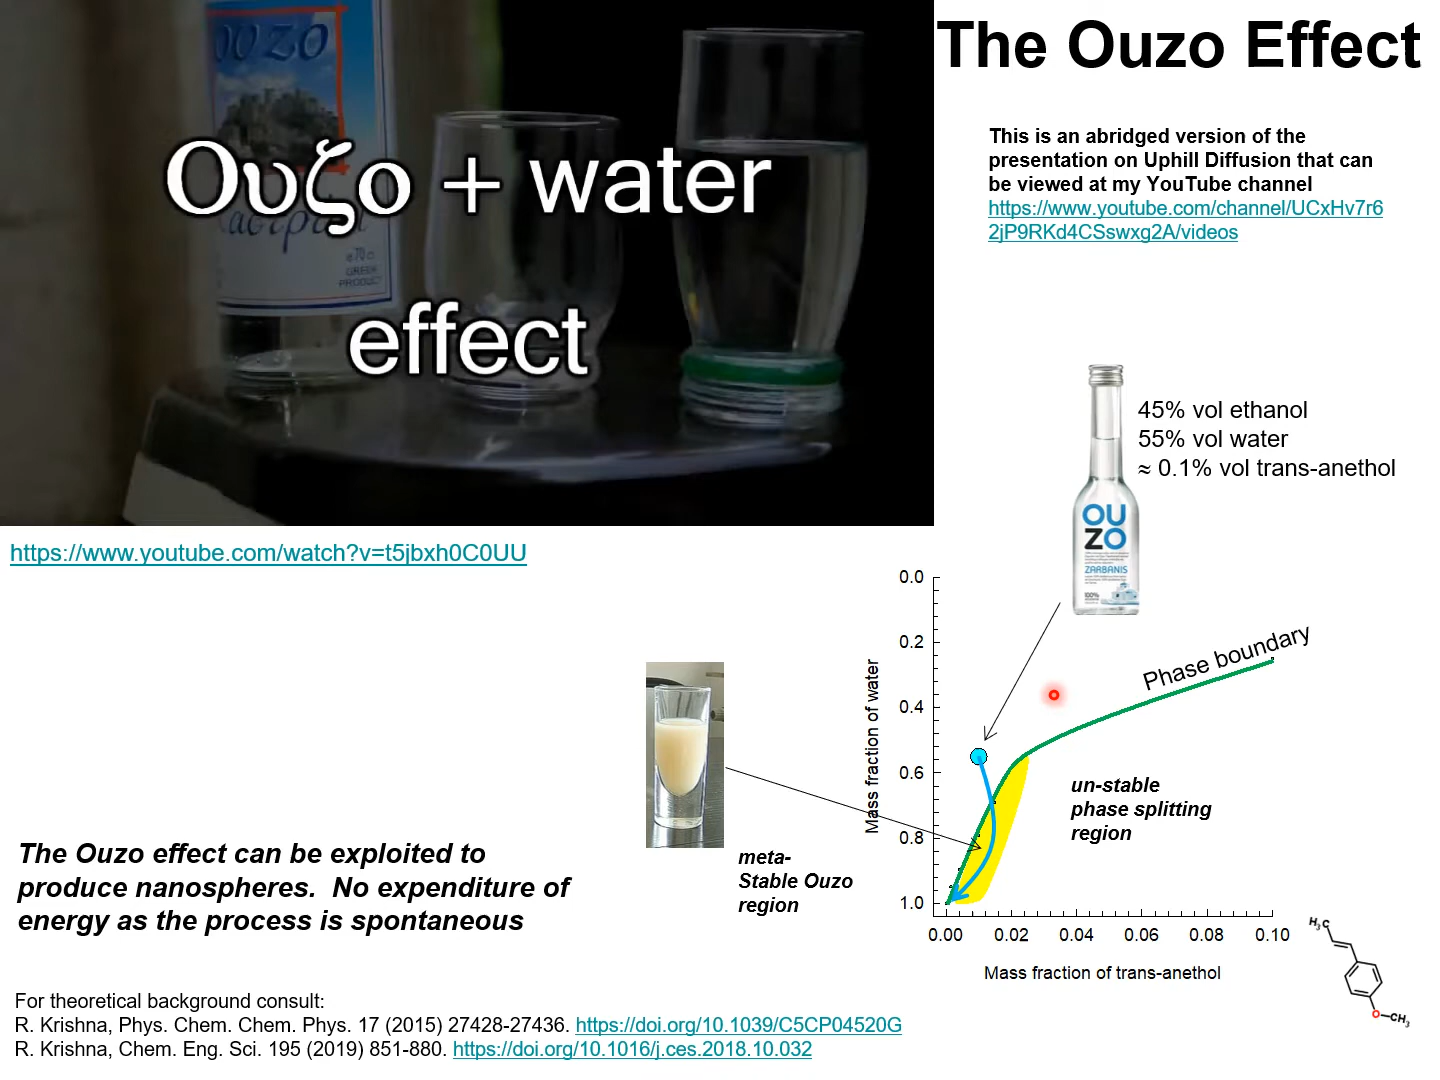 The Ouzo Effect
ουζο
Ουζο + water
effect
GREEK
PRODUCT
This is an abridged version of the
presentation on Uphill Diffusion that can
be viewed at my YouTube channel
https://www.youtube.com/channel/UCxHv7r6
2jP9RKd4CSswxg2A/videos
45% vol ethanol
55% vol water
≈ 0.1% vol trans-anethol
OU
ZO
ZARBANIS
100%
https://www.youtube.com/watch?v=t5jbxh0C0UU
0.0
0.2
0.4
0.6
0.8
1.0
Mass fraction of water
Phase boundary
un-stable
phase splitting
region
meta-
Stable Ouzo
region
0.00 0.02 0.04 0.06 0.08 0.10
Mass fraction of trans-anethol
H3C
O CH3
The Ouzo effect can be exploited to
produce nanospheres. No expenditure of
energy as the process is spontaneous
For theoretical background consult:
R. Krishna, Phys. Chem. Chem. Phys. 17 (2015) 27428-27436. https://doi.org/10.1039/C5CP04520G
R. Krishna, Chem. Eng. Sci. 195 (2019) 851-880. https://doi.org/10.1016/j.ces.2018.10.032